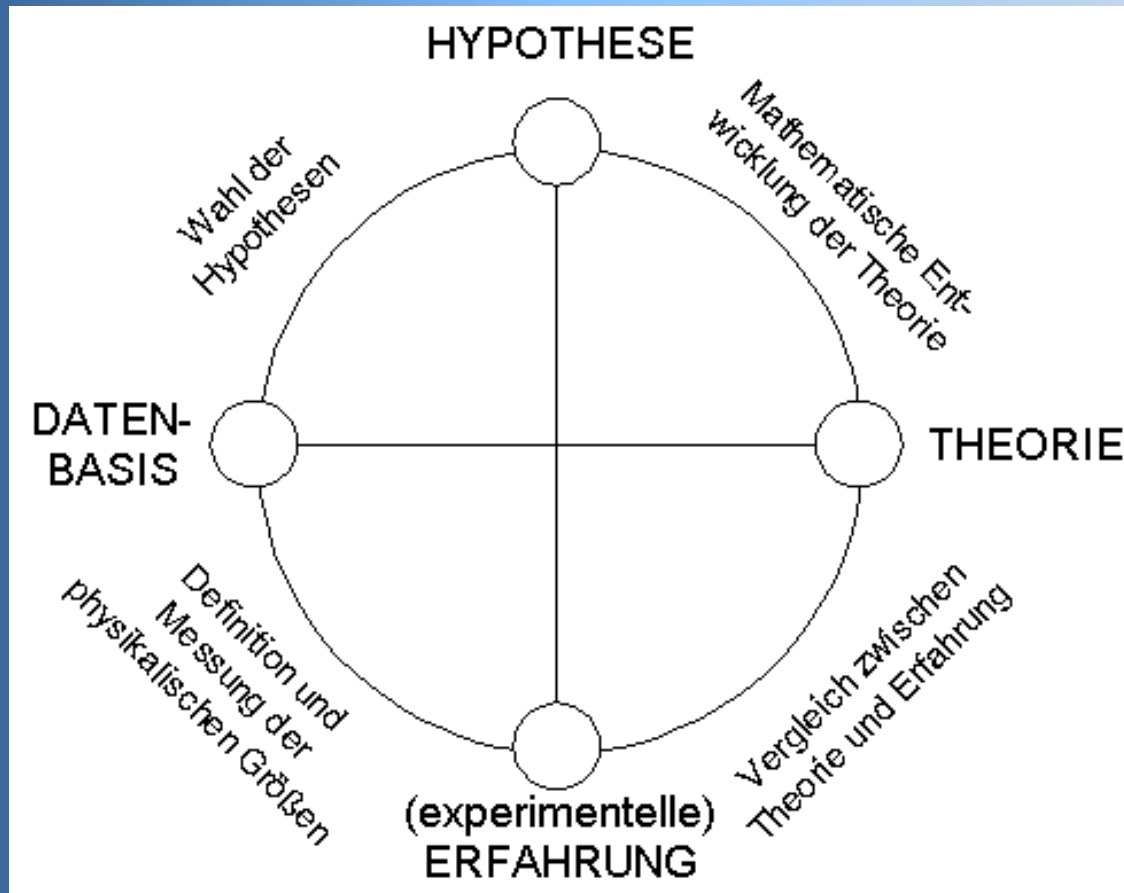 HYPOTHESE
Wahl der
Hypothesen
Mathematische Ent-
wicklung der Theorie
DATEN-
BASIS
THEORIE
Definition und
Messung der
physikalischen Größen
Vergleich zwischen
Theorie und Erfahrung
(experimentelle)
ERFAHRUNG